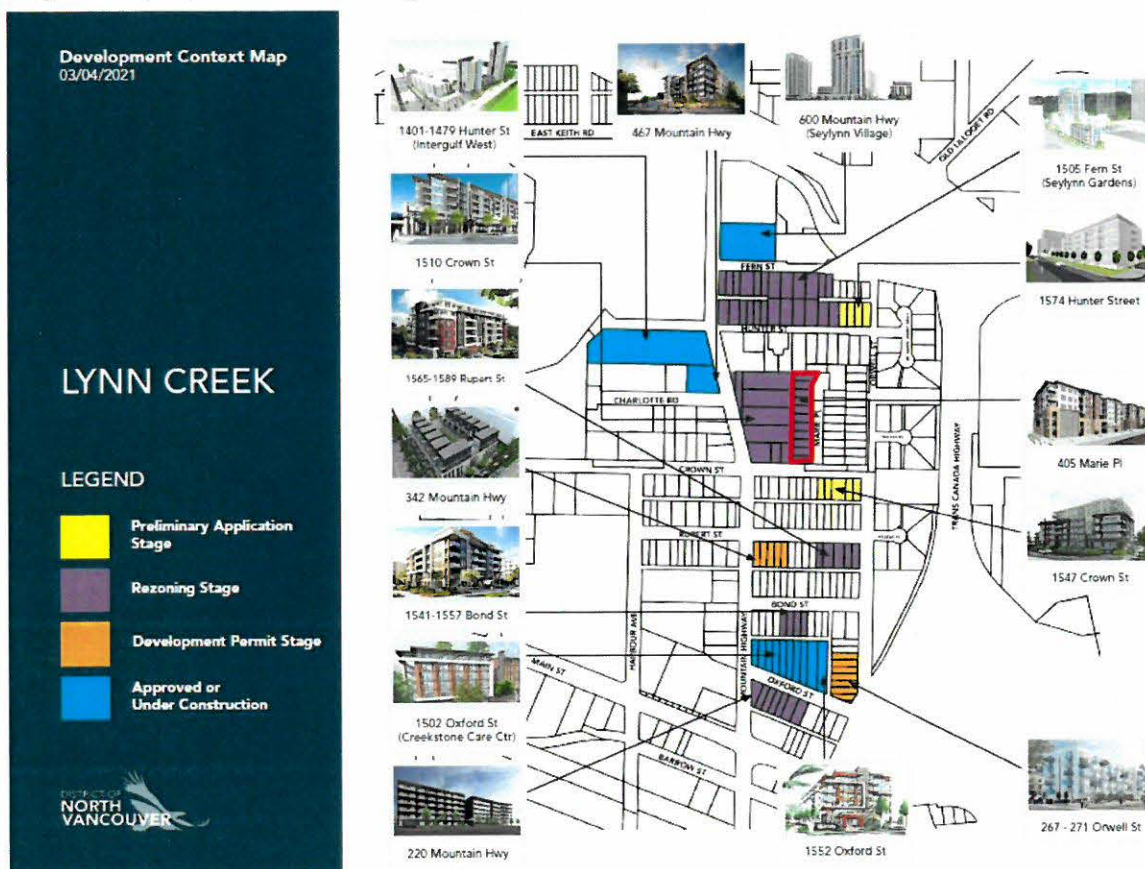 Development Context Map
03/04/2021
LYNN CREEK
LEGEND
Preliminary Application
Stage
Rezoning Stage
Development Permit Stage
Approved or
Under Construction
DISTRICT OF
NORTH
VANCOUVER
1401-1479 Hunter St
(Intergulf West)
467 Mountain Hwy
600 Mountain Hwy
(Seylynn Village)
1505 Fern St
(Seylynn Gardens)
1510 Crown St
1574 Hunter Street
1565-1589 Rupert St
405 Marie Pl
342 Mountain Hwy
1547 Crown St
1541-1557 Bond St
1502 Oxford St
(Creekstone Care Ctr)
220 Mountain Hwy
1552 Oxford St
267 - 271 Orwell St
EAST KEITH RD
OLD LILLOOET RD
FERN ST
HUNTER ST
CHARLOTTE RD
MARIE PL
CROWN ST
RUPERT ST
BOND ST
TRANS CANADA HIGHWAY
HARBOUR AVE
MOUNTAIN HIGHWAY
MAIN ST
OXFORD ST
BARROW ST